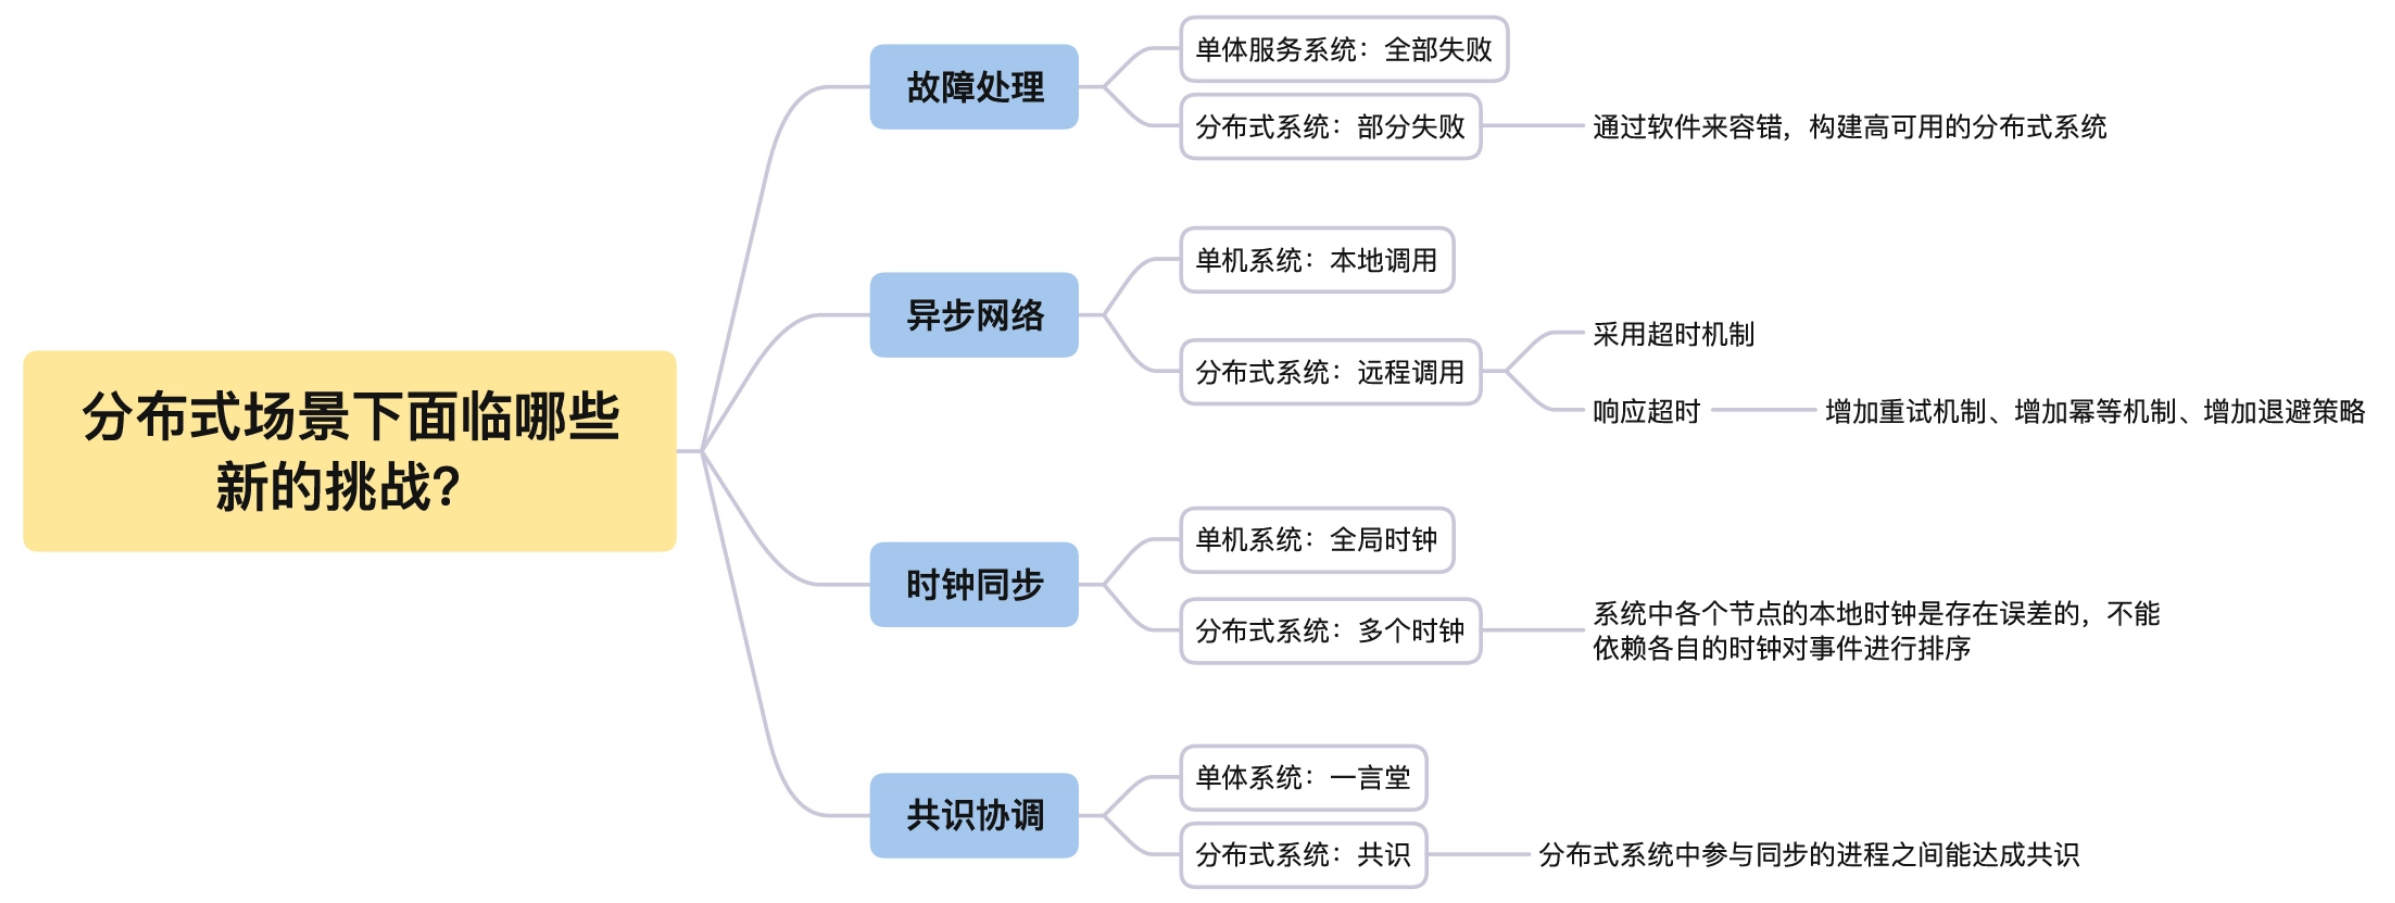 分布式场景下面临哪些
新的挑战？
故障处理
单体服务系统：全部失败
分布式系统：部分失败
通过软件来容错，构建高可用的分布式系统
异步网络
单机系统：本地调用
分布式系统：远程调用
采用超时机制
响应超时
增加重试机制、增加幂等机制、增加退避策略
时钟同步
单机系统：全局时钟
分布式系统：多个时钟
系统中各个节点的本地时钟是存在误差的，不能
依赖各自的时钟对事件进行排序
共识协调
单体系统：一言堂
分布式系统：共识
分布式系统中参与同步的进程之间能达成共识